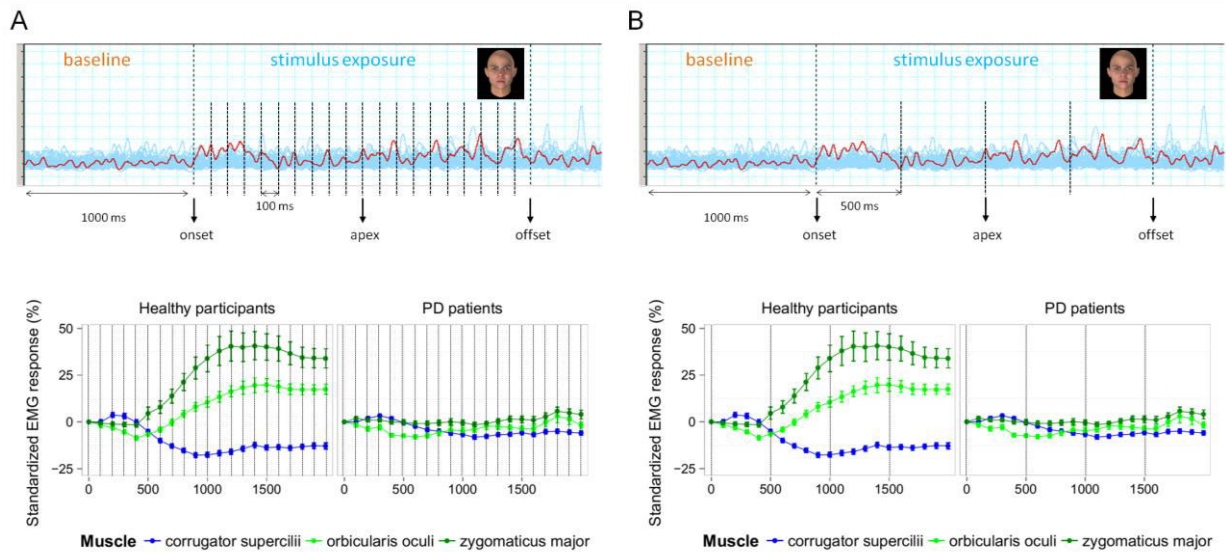 A
baseline
stimulus exposure
1000 ms
100 ms
onset
apex
offset
Healthy participants
PD patients
Standardized EMG response (%)
50
25
0
−25
0
500
1000
1500
0
500
1000
1500
Muscle corrugator supercilii orbicularis oculi zygomaticus major
B
baseline
stimulus exposure
1000 ms
500 ms
onset
apex
offset
Healthy participants
PD patients
Standardized EMG response (%)
50
25
0
−25
0
500
1000
1500
0
500
1000
1500
Muscle corrugator supercilii orbicularis oculi zygomaticus major